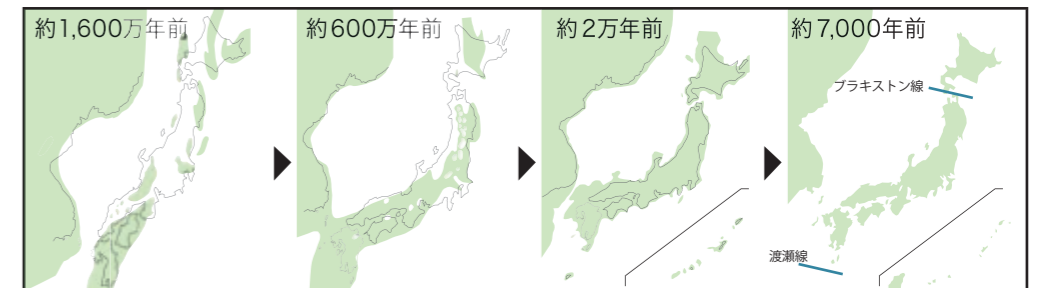 約1,600万年前
約600万年前
約2万年前
約7,000年前
ブラキストン線
渡瀬線